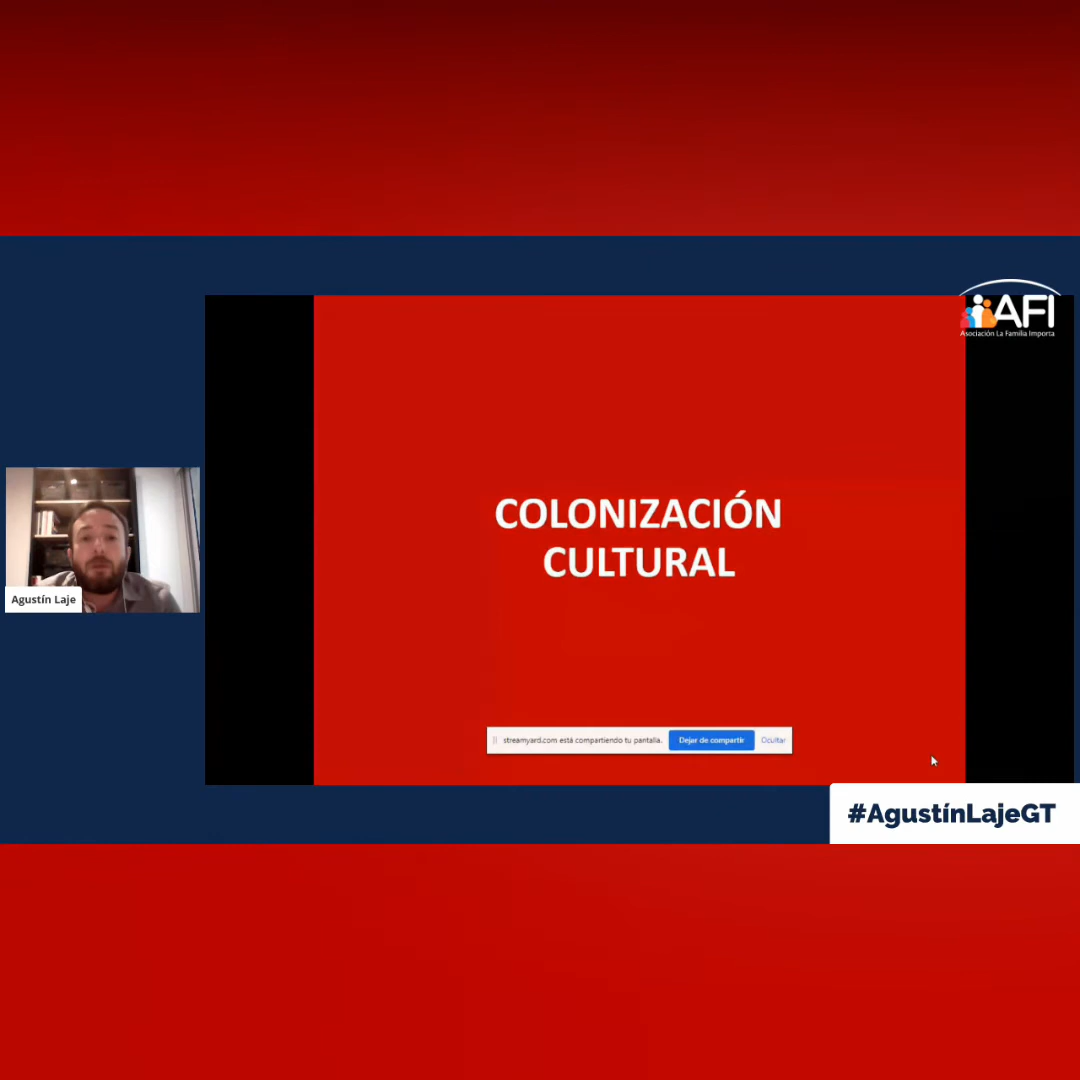 AFI
Asociación La Familia Importa
COLONIZACIÓN
CULTURAL
Agustín Laje
streamyard.com está compartiendo tu pantalla.
Dejar de compartir
Ocultar
#AgustínLajeGT